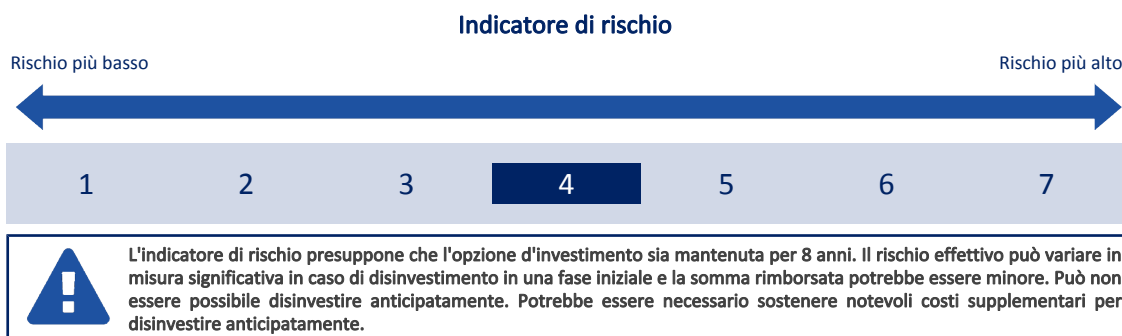 Indicatore di rischio
Rischio più basso
Rischio più alto
1 2 3 4 5 6 7
L'indicatore di rischio presuppone che l'opzione d'investimento sia mantenuta per 8 anni. Il rischio effettivo può variare in
misura significativa in caso di disinvestimento in una fase iniziale e la somma rimborsata potrebbe essere minore. Può non
essere possibile disinvestire anticipatamente. Potrebbe essere necessario sostenere notevoli costi supplementari per
disinvestire anticipatamente.